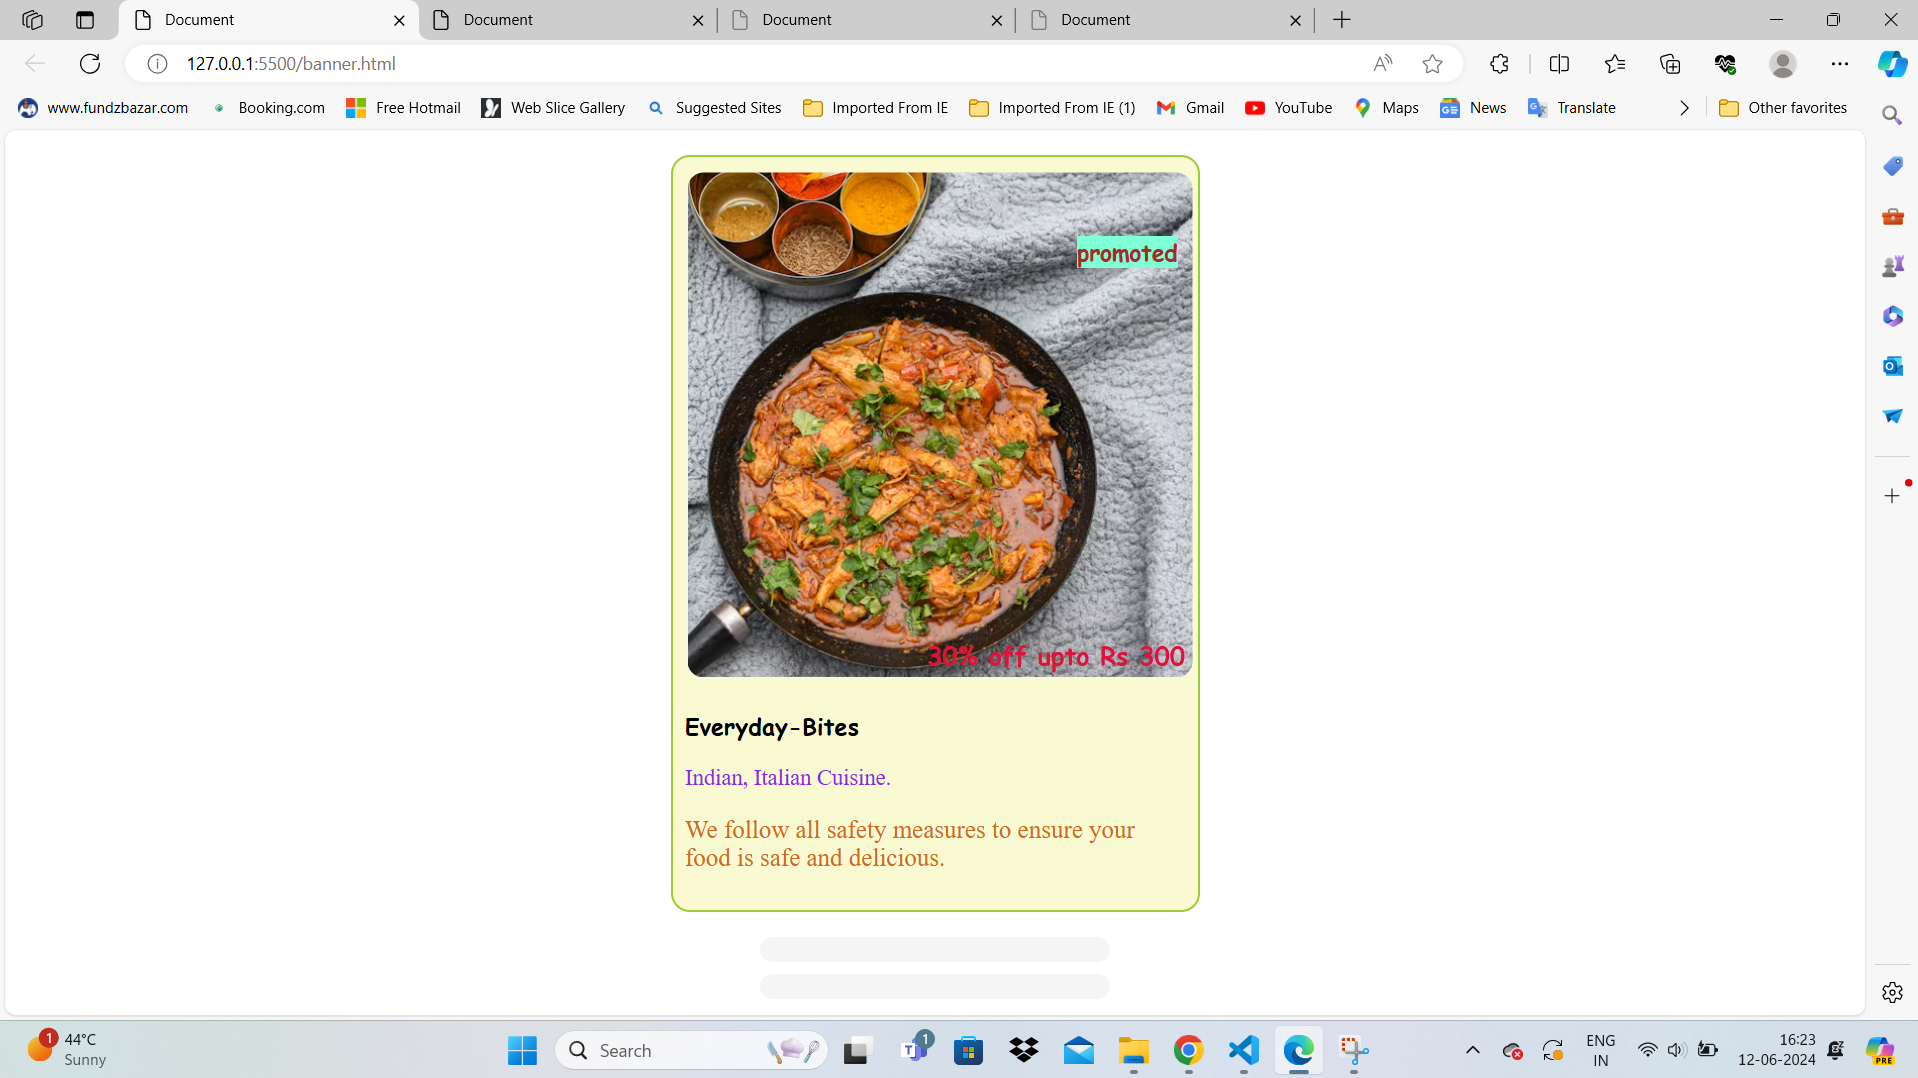 Document
Document
Document
Document
127.0.0.1:5500/banner.html
www.fundzbazar.com
Booking.com
Free Hotmail
Web Slice Gallery
Suggested Sites
Imported From IE
Imported From IE (1)
Gmail
YouTube
Maps
News
Translate
Other favorites
promoted
30% off upto Rs 300
Everyday-Bites
Indian, Italian Cuisine.
We follow all safety measures to ensure your
food is safe and delicious.
1
44°C
Sunny
Search
1
ENG
IN
16:23
12-06-2024
PRE